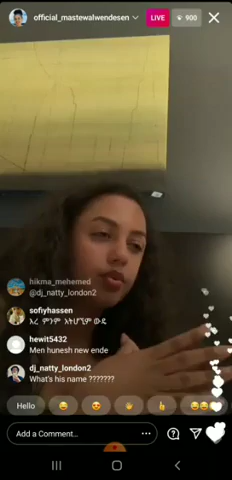 official_mastewalwendesen
LIVE
900
hikma_mehemed
@dj_natty_london2
sofiyhassen
እረ ምንም አትሆኚም ውዴ
hewit5432
Men hunesh new ende
dj_natty_london2
What's his name ???????
Hello
Add a Comment...